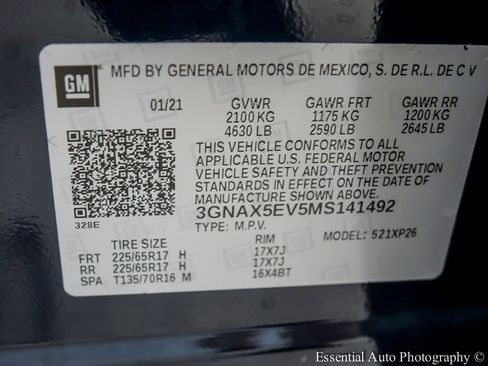 GM MFD BY GENERAL MOTORS DE MEXICO, S. DE R.L. DE C V
01/21 GVWR GAWR FRT GAWR RR
2100 KG 1175 KG 1200 KG
4630 LB 2590 LB 2645 LB
THIS VEHICLE CONFORMS TO ALL
APPLICABLE U.S. FEDERAL MOTOR
VEHICLE SAFETY AND THEFT PREVENTION
STANDARDS IN EFFECT ON THE DATE
OF MANUFACTURE SHOWN ABOVE.
3GNAX5EV5MS141492
328E TYPE: M.P.V. MODEL: 521XP26
TIRE SIZE RIM
FRT 225/65R17 H 17X7J
RR 225/65R17 H 17X7J
SPA T135/70R16 M 16X4BT
Essential Auto Photography (C)